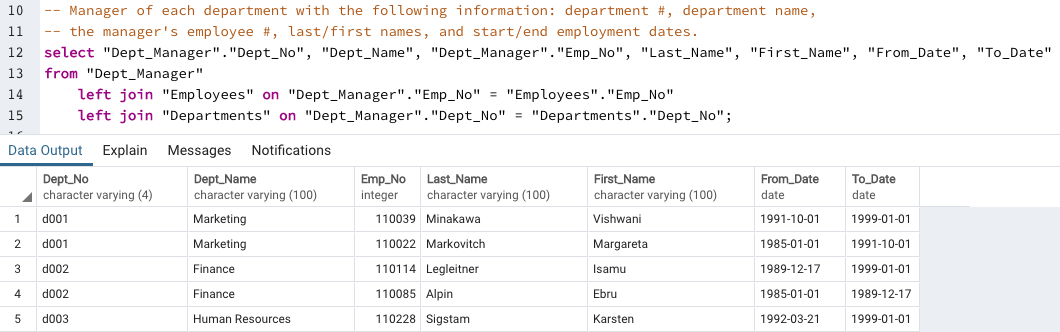 10 -- Manager of each department with the following information: department #, department name,
11 -- the manager's employee #, last/first names, and start/end employment dates.
12 select "Dept_Manager"."Dept_No", "Dept_Name", "Dept_Manager"."Emp_No", "Last_Name", "First_Name", "From_Date", "To_Date"
13 from "Dept_Manager"
14 left join "Employees" on "Dept_Manager"."Emp_No" = "Employees"."Emp_No"
15 left join "Departments" on "Dept_Manager"."Dept_No" = "Departments"."Dept_No";
Data Output Explain Messages Notifications
Dept_No Dept_Name Emp_No Last_Name First_Name From_Date To_Date
character varying (4) character varying (100) integer character varying (100) character varying (100) date date
1 d001 Marketing 110039 Minakawa Vishwani 1991-10-01 1999-01-01
2 d001 Marketing 110022 Markovitch Margareta 1985-01-01 1991-10-01
3 d002 Finance 110114 Legleitner Isamu 1989-12-17 1999-01-01
4 d002 Finance 110085 Alpin Ebru 1985-01-01 1989-12-17
5 d003 Human Resources 110228 Sigstam Karsten 1992-03-21 1999-01-01